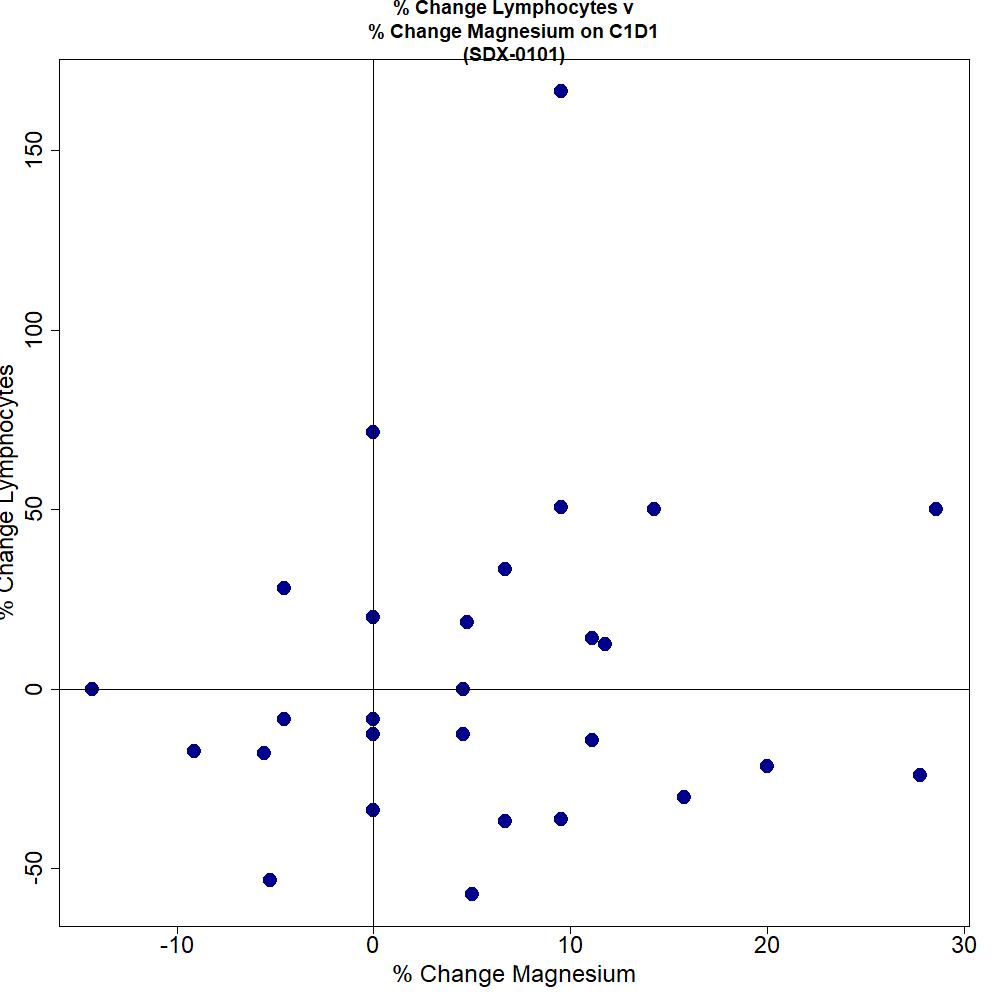 % Change Lymphocytes v
% Change Magnesium on C1D1
(SDX-0101)
% Change Lymphocytes
150
100
50
0
-50
-10
0
10
20
30
% Change Magnesium